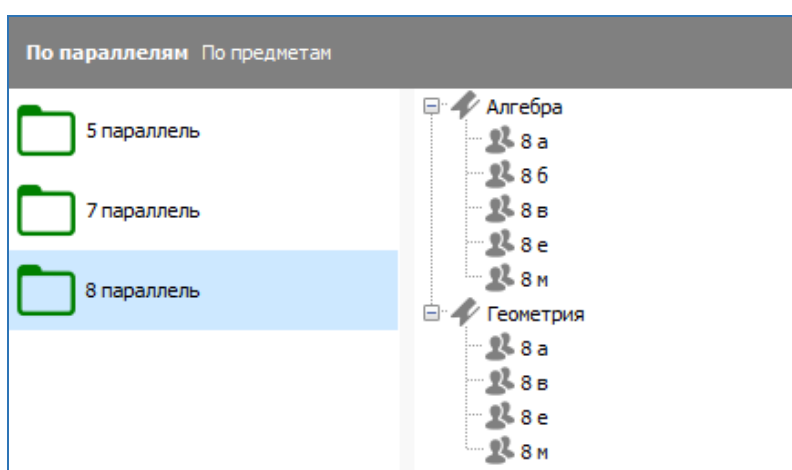 По параллелям По предметам
5 параллель
7 параллель
8 параллель
Алгебра
8 а
8 б
8 в
8 е
8 м
Геометрия
8 а
8 в
8 е
8 м